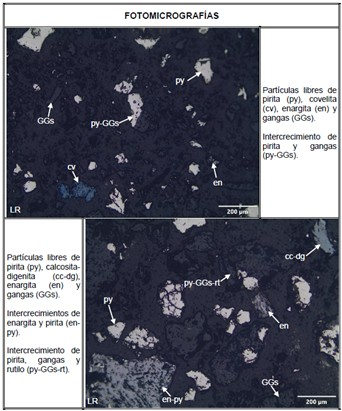 FOTOMICROGRAFÍAS
py
GGs
py-GGs
cv
en
LR
200 µm
Partículas libres de
pirita (py), covelita
(cv), enargita (en) y
gangas (GGs).
Intercrecimiento de
pirita y gangas
(py-GGs).
Partículas libres de
pirita (py), calcosita-
digenita (cc-dg),
enargita (en) y
gangas (GGs).
Intercrecimientos de
enargita y pirita (en-
py).
Intercrecimiento de
pirita, gangas y
rutilo (py-GGs-rt).
cc-dg
py-GGs-rt
py
en
en-py
GGs
LR
200 µm